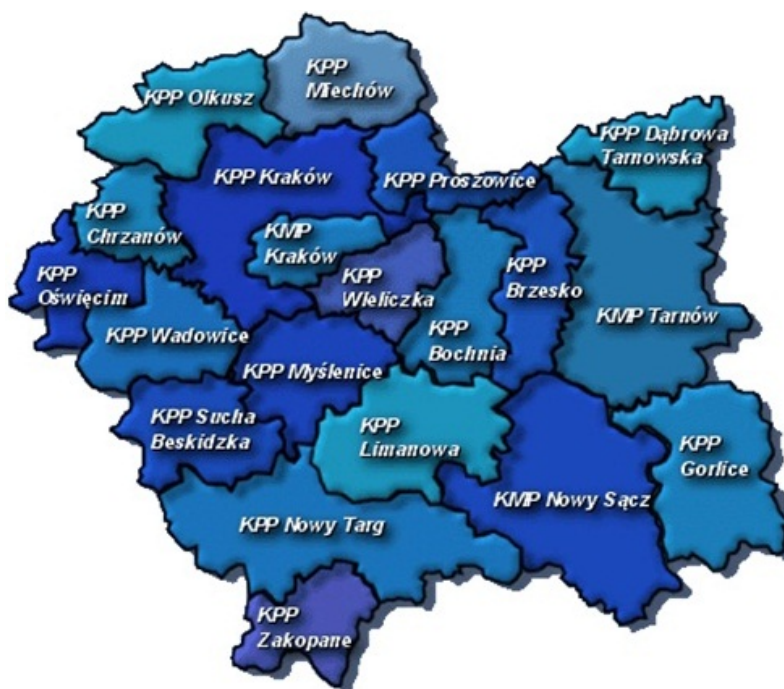 KPP
Miechów
KPP Olkusz
KPP Dąbrowa
Tarnowska
KPP Kraków
KPP Proszowice
KPP
Chrzanów
KMP
Kraków
KPP
Oświęcim
KPP
Wieliczka
KPP
Brzesko
KMP Tarnów
KPP Wadowice
KPP
Bochnia
KPP Myślenice
KPP Sucha
Beskidzka
KPP
Limanowa
KPP
Gorlice
KMP Nowy Sącz
KPP Nowy Targ
KPP
Zakopane